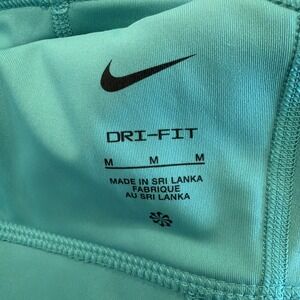 DRI-FIT
M M M
MADE IN SRI LANKA
FABRIQUE
AU SRI LANKA